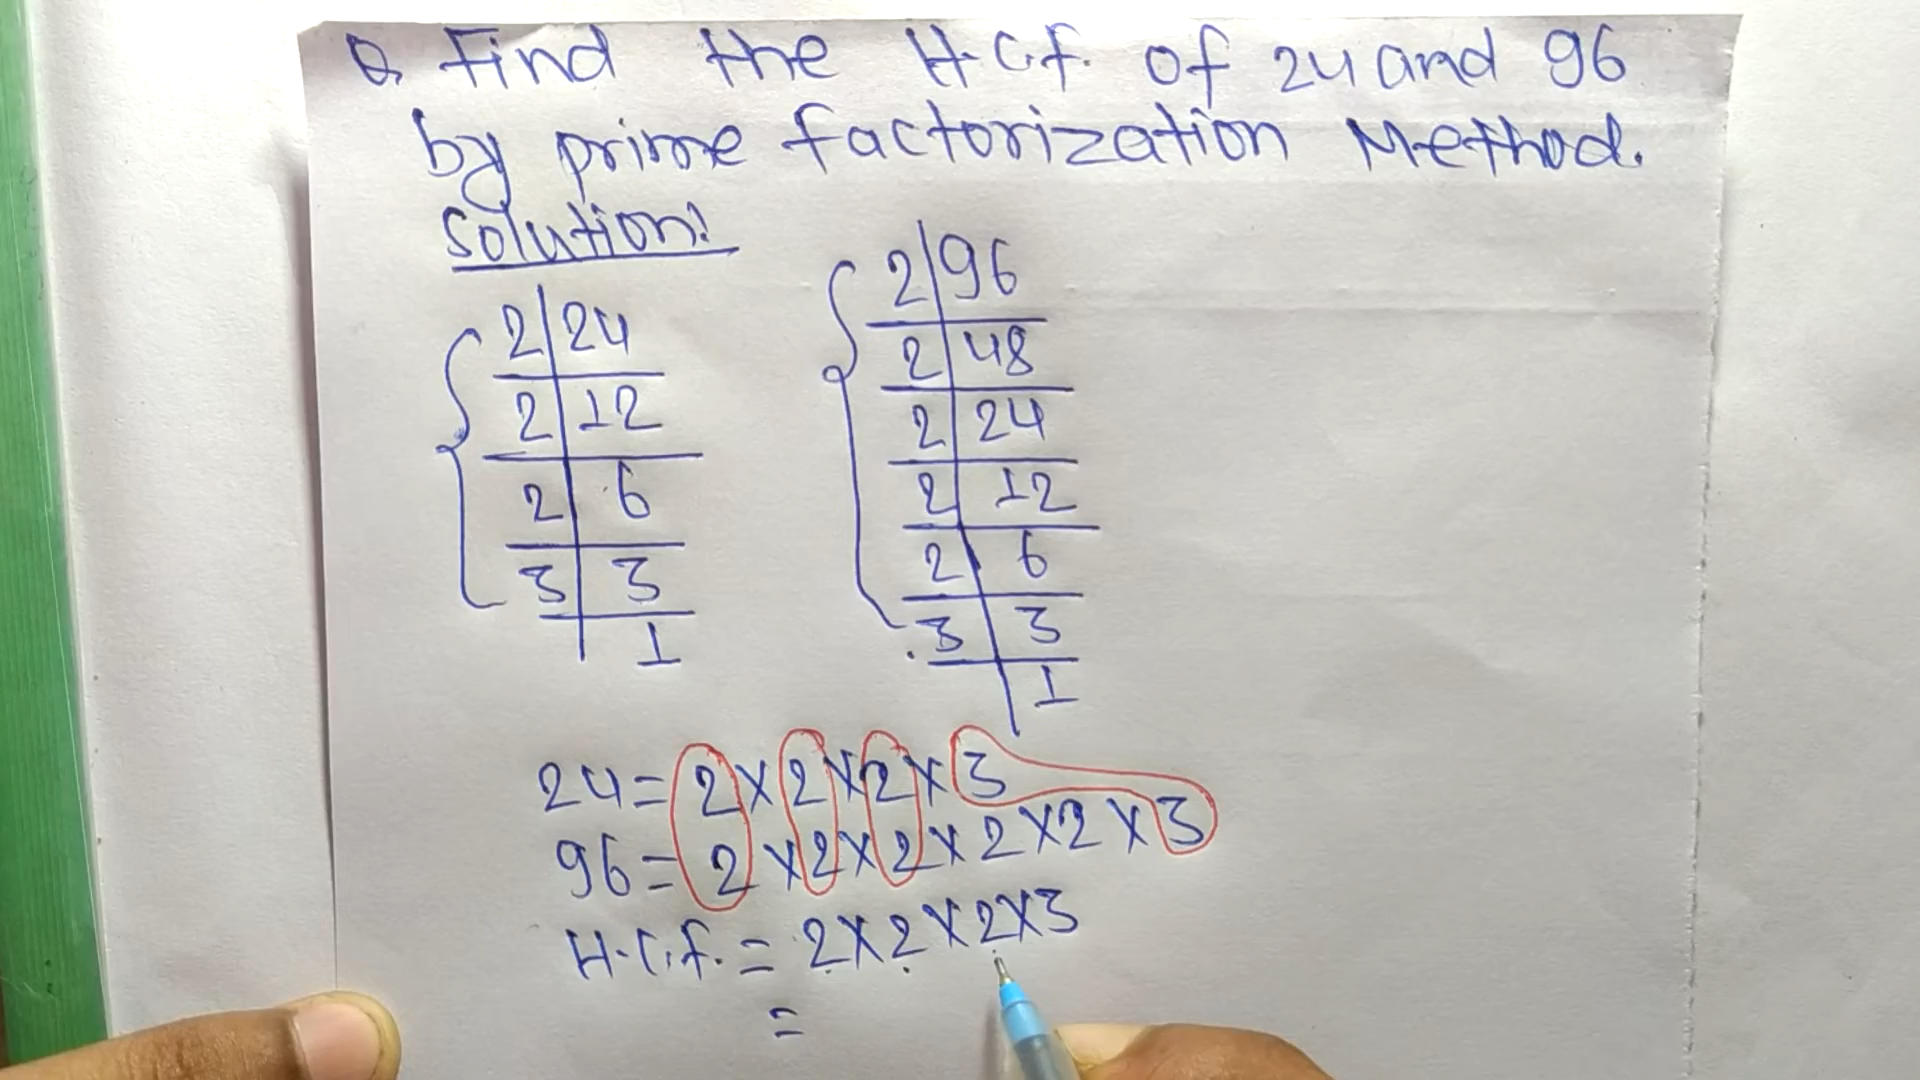 Q. Find the H.C.f. of 24 and 96
by prime factorization Method.
Solution:
2 24
2 12
2 6
3 3
1
2 96
2 48
2 24
2 12
2 6
3 3
1
24 = 2 × 2 × 2 × 3
96 = 2 × 2 × 2 × 2 × 2 × 3
H.C.f. = 2 × 2 × 2 × 3
=